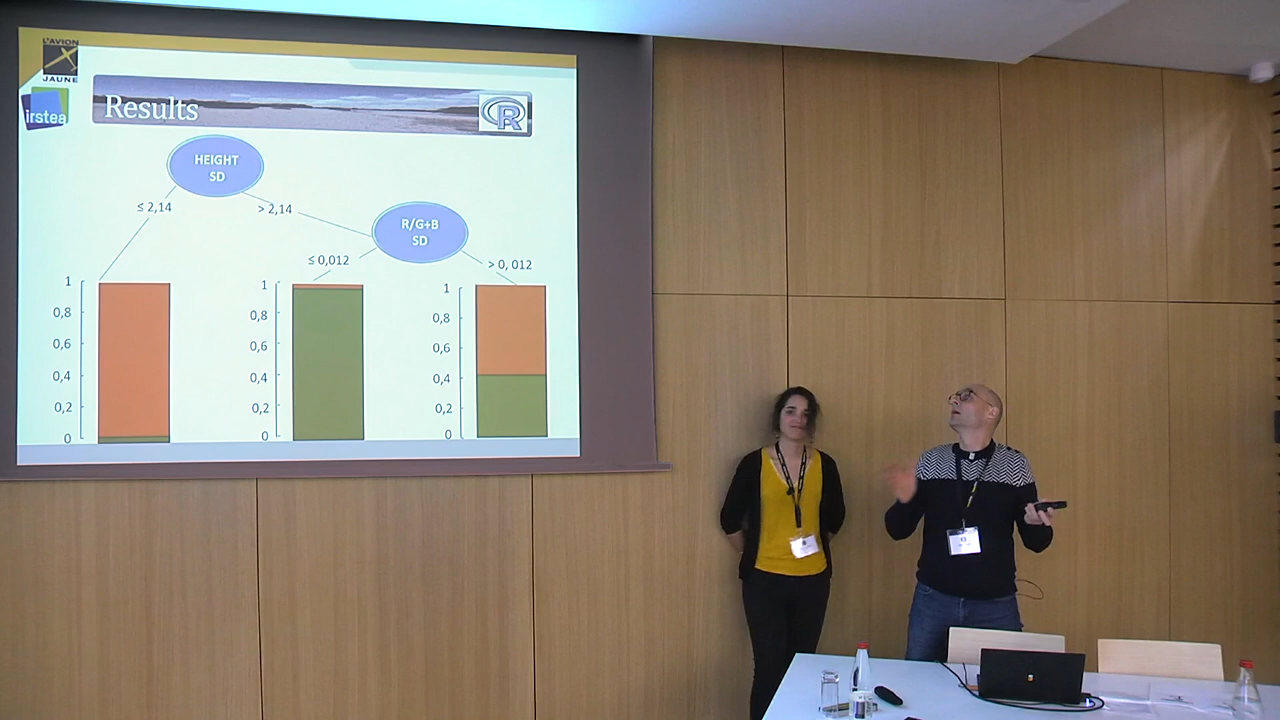 L'AVION
JAUNE
irstea
Results
R
HEIGHT
SD
≤ 2,14
> 2,14
R/G+B
SD
≤ 0,012
> 0, 012
1
0,8
0,6
0,4
0,2
0
1
0,8
0,6
0,4
0,2
0
1
0,8
0,6
0,4
0,2
0